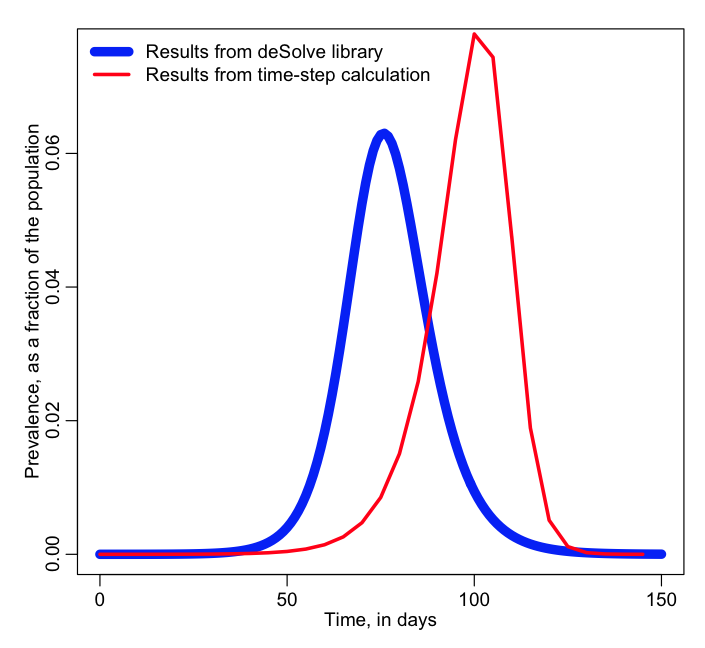 Results from deSolve library
Results from time-step calculation
Prevalence, as a fraction of the population
0.06
0.04
0.02
0.00
0 50 100 150
Time, in days